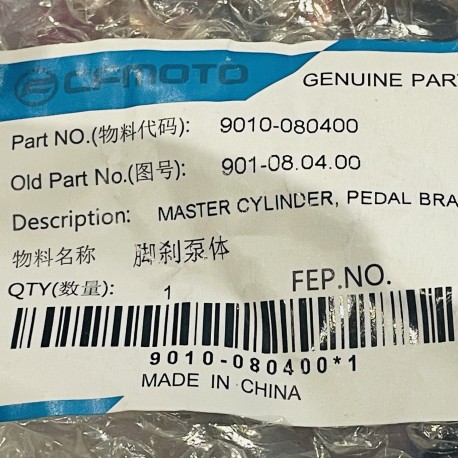 CFMOTO GENUINE PAR
Part NO.(物料代码): 9010-080400
Old Part No.(图号): 901-08.04.00
Description: MASTER CYLINDER, PEDAL BRA
物料名称 脚刹泵体
QTY(数量): 1 FEP.NO.
9010-080400*1
MADE IN CHINA